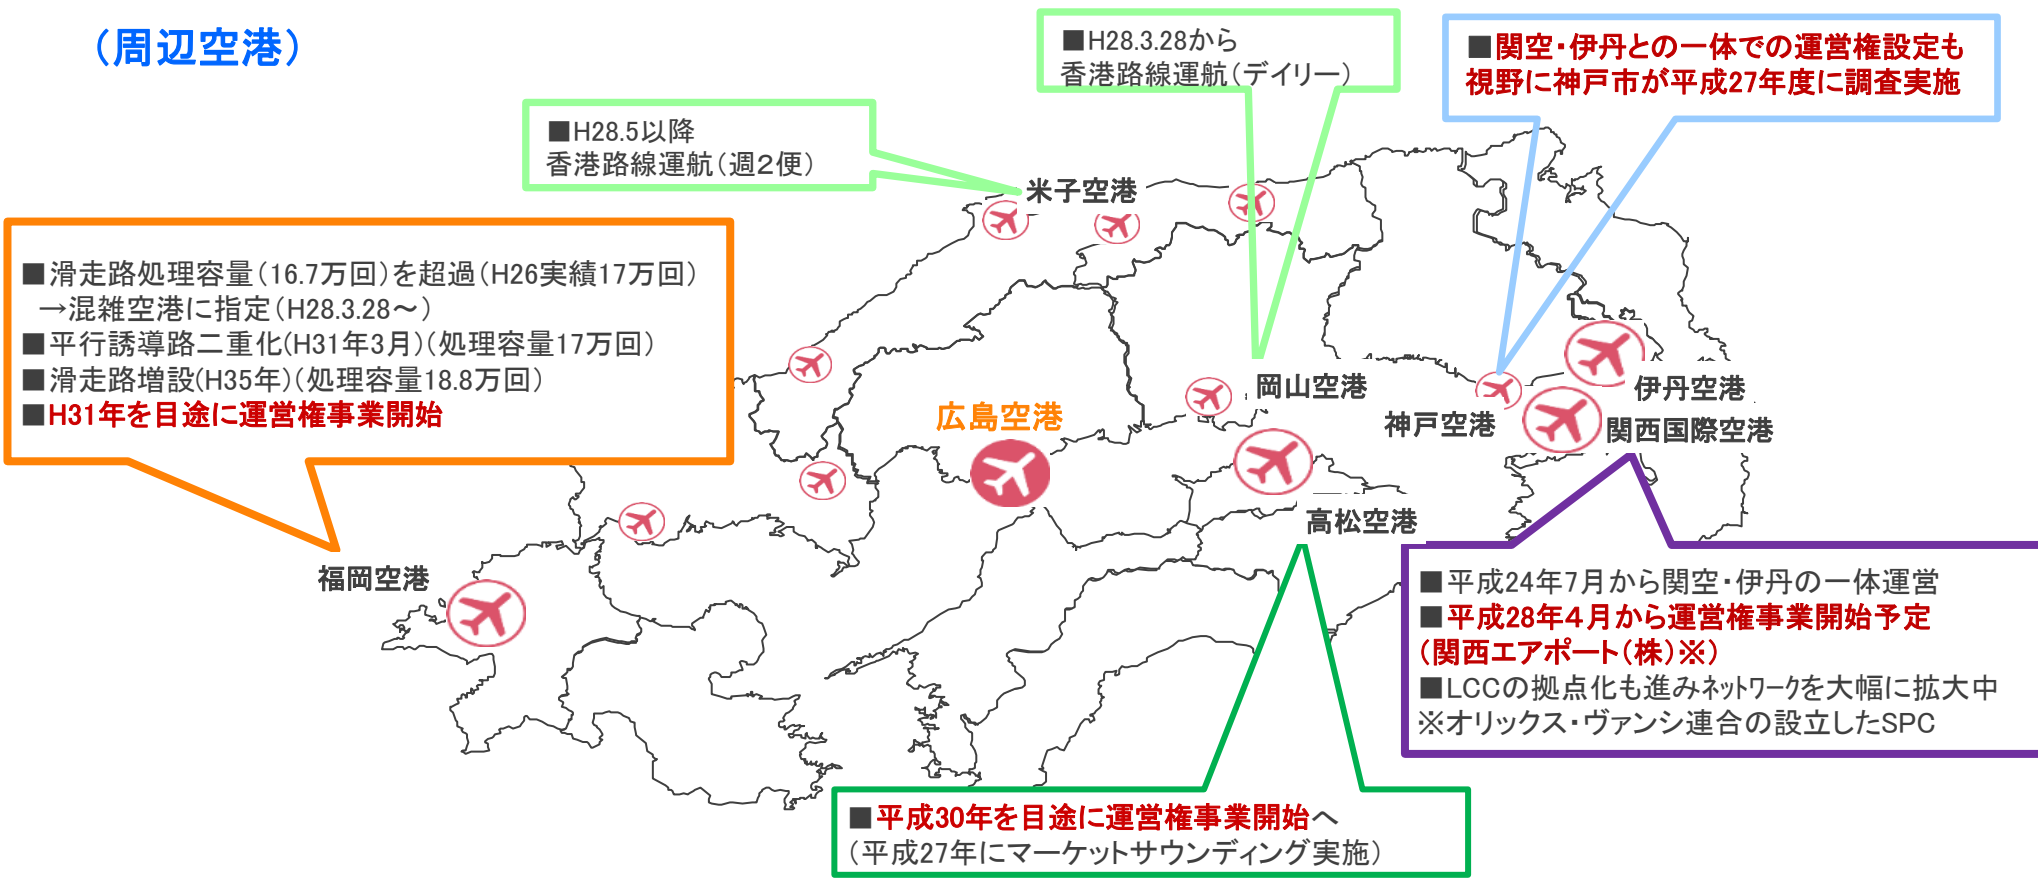 （周辺空港）
■H28.3.28から
香港路線運航（デイリー）
■関空・伊丹との一体での運営権設定も
視野に神戸市が平成27年度に調査実施
■H28.5以降
香港路線運航（週２便）
米子空港
■滑走路処理容量（16.7万回）を超過（H26実績17万回）
→混雑空港に指定（H28.3.28～）
■平行誘導路二重化(H31年3月)（処理容量17万回）
■滑走路増設(H35年)（処理容量18.8万回）
■H31年を目途に運営権事業開始
岡山空港
伊丹空港
広島空港
神戸空港
関西国際空港
高松空港
福岡空港
■平成24年7月から関空・伊丹の一体運営
■平成28年４月から運営権事業開始予定
（関西エアポート（株）※）
■LCCの拠点化も進みネットワークを大幅に拡大中
※オリックス・ヴァンシ連合の設立したSPC
■平成30年を目途に運営権事業開始へ
（平成27年にマーケットサウンディング実施）